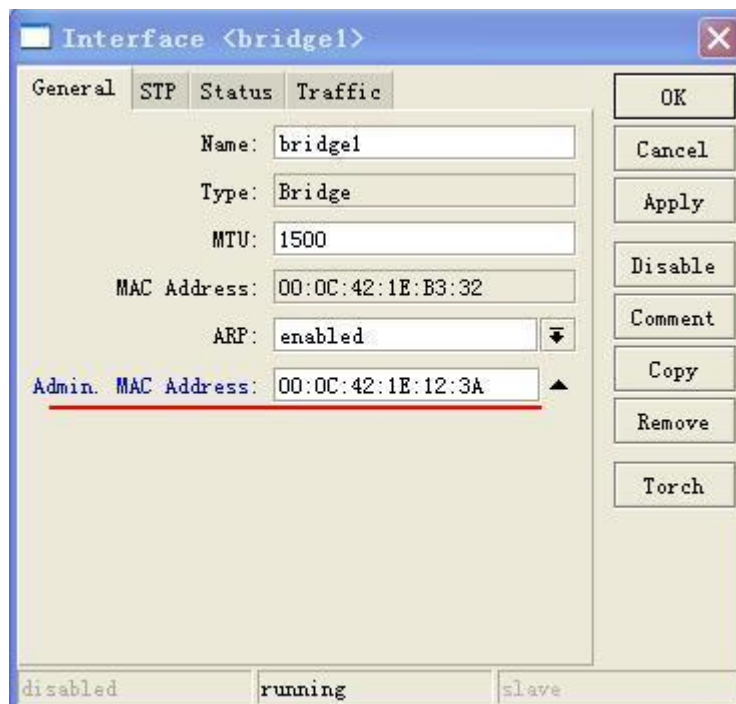 Interface <bridge1>
General STP Status Traffic
Name: bridge1
Type: Bridge
MTU: 1500
MAC Address: 00:0C:42:1E:B3:32
ARP: enabled
Admin. MAC Address: 00:0C:42:1E:12:3A
OK
Cancel
Apply
Disable
Comment
Copy
Remove
Torch
disabled running slave